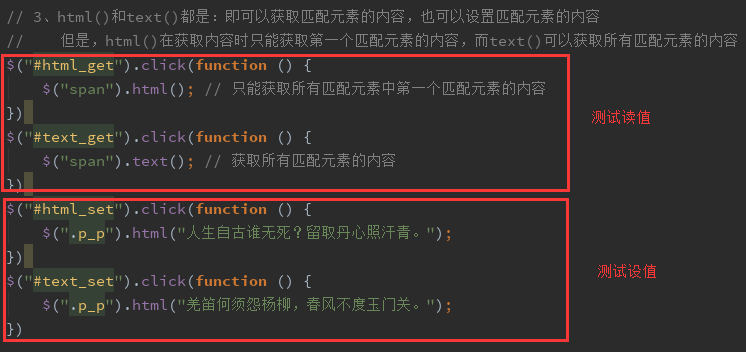 // 3、html()和text()都是：即可以获取匹配元素的内容，也可以设置匹配元素的内容
//    但是，html()在获取内容时只能获取第一个匹配元素的内容，而text()可以获取所有匹配元素的内容
$("#html_get").click(function () {
    $("span").html(); // 只能获取所有匹配元素中第一个匹配元素的内容
})
$("#text_get").click(function () {
    $("span").text(); // 获取所有匹配元素的内容
})
测试读值
$("#html_set").click(function () {
    $(".p_p").html("人生自古谁无死？留取丹心照汗青。");
})
$("#text_set").click(function () {
    $(".p_p").html("羌笛何须怨杨柳，春风不度玉门关。");
})
测试设值